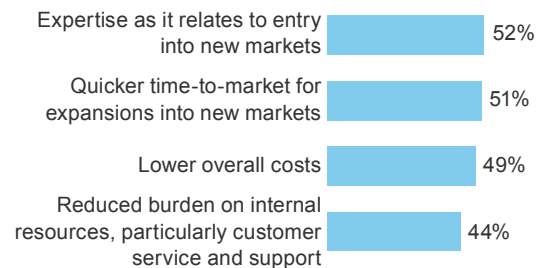 Expertise as it relates to entry
into new markets
52%
Quicker time-to-market for
expansions into new markets
51%
Lower overall costs
49%
Reduced burden on internal
resources, particularly customer
service and support
44%